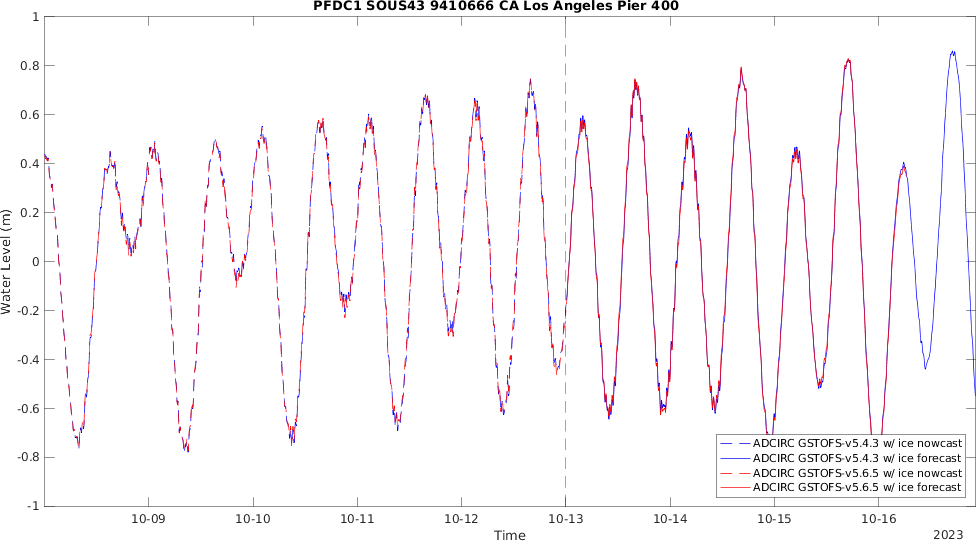 PFDC1 SOUS43 9410666 CA Los Angeles Pier 400
1
0.8
0.6
0.4
0.2
0
-0.2
-0.4
-0.6
-0.8
-1
Water Level (m)
10-09
10-10
10-11
10-12
10-13
10-14
10-15
10-16
Time
2023
ADCIRC GSTOFS-v5.4.3 w/ ice nowcast
ADCIRC GSTOFS-v5.4.3 w/ ice forecast
ADCIRC GSTOFS-v5.6.5 w/ ice nowcast
ADCIRC GSTOFS-v5.6.5 w/ ice forecast